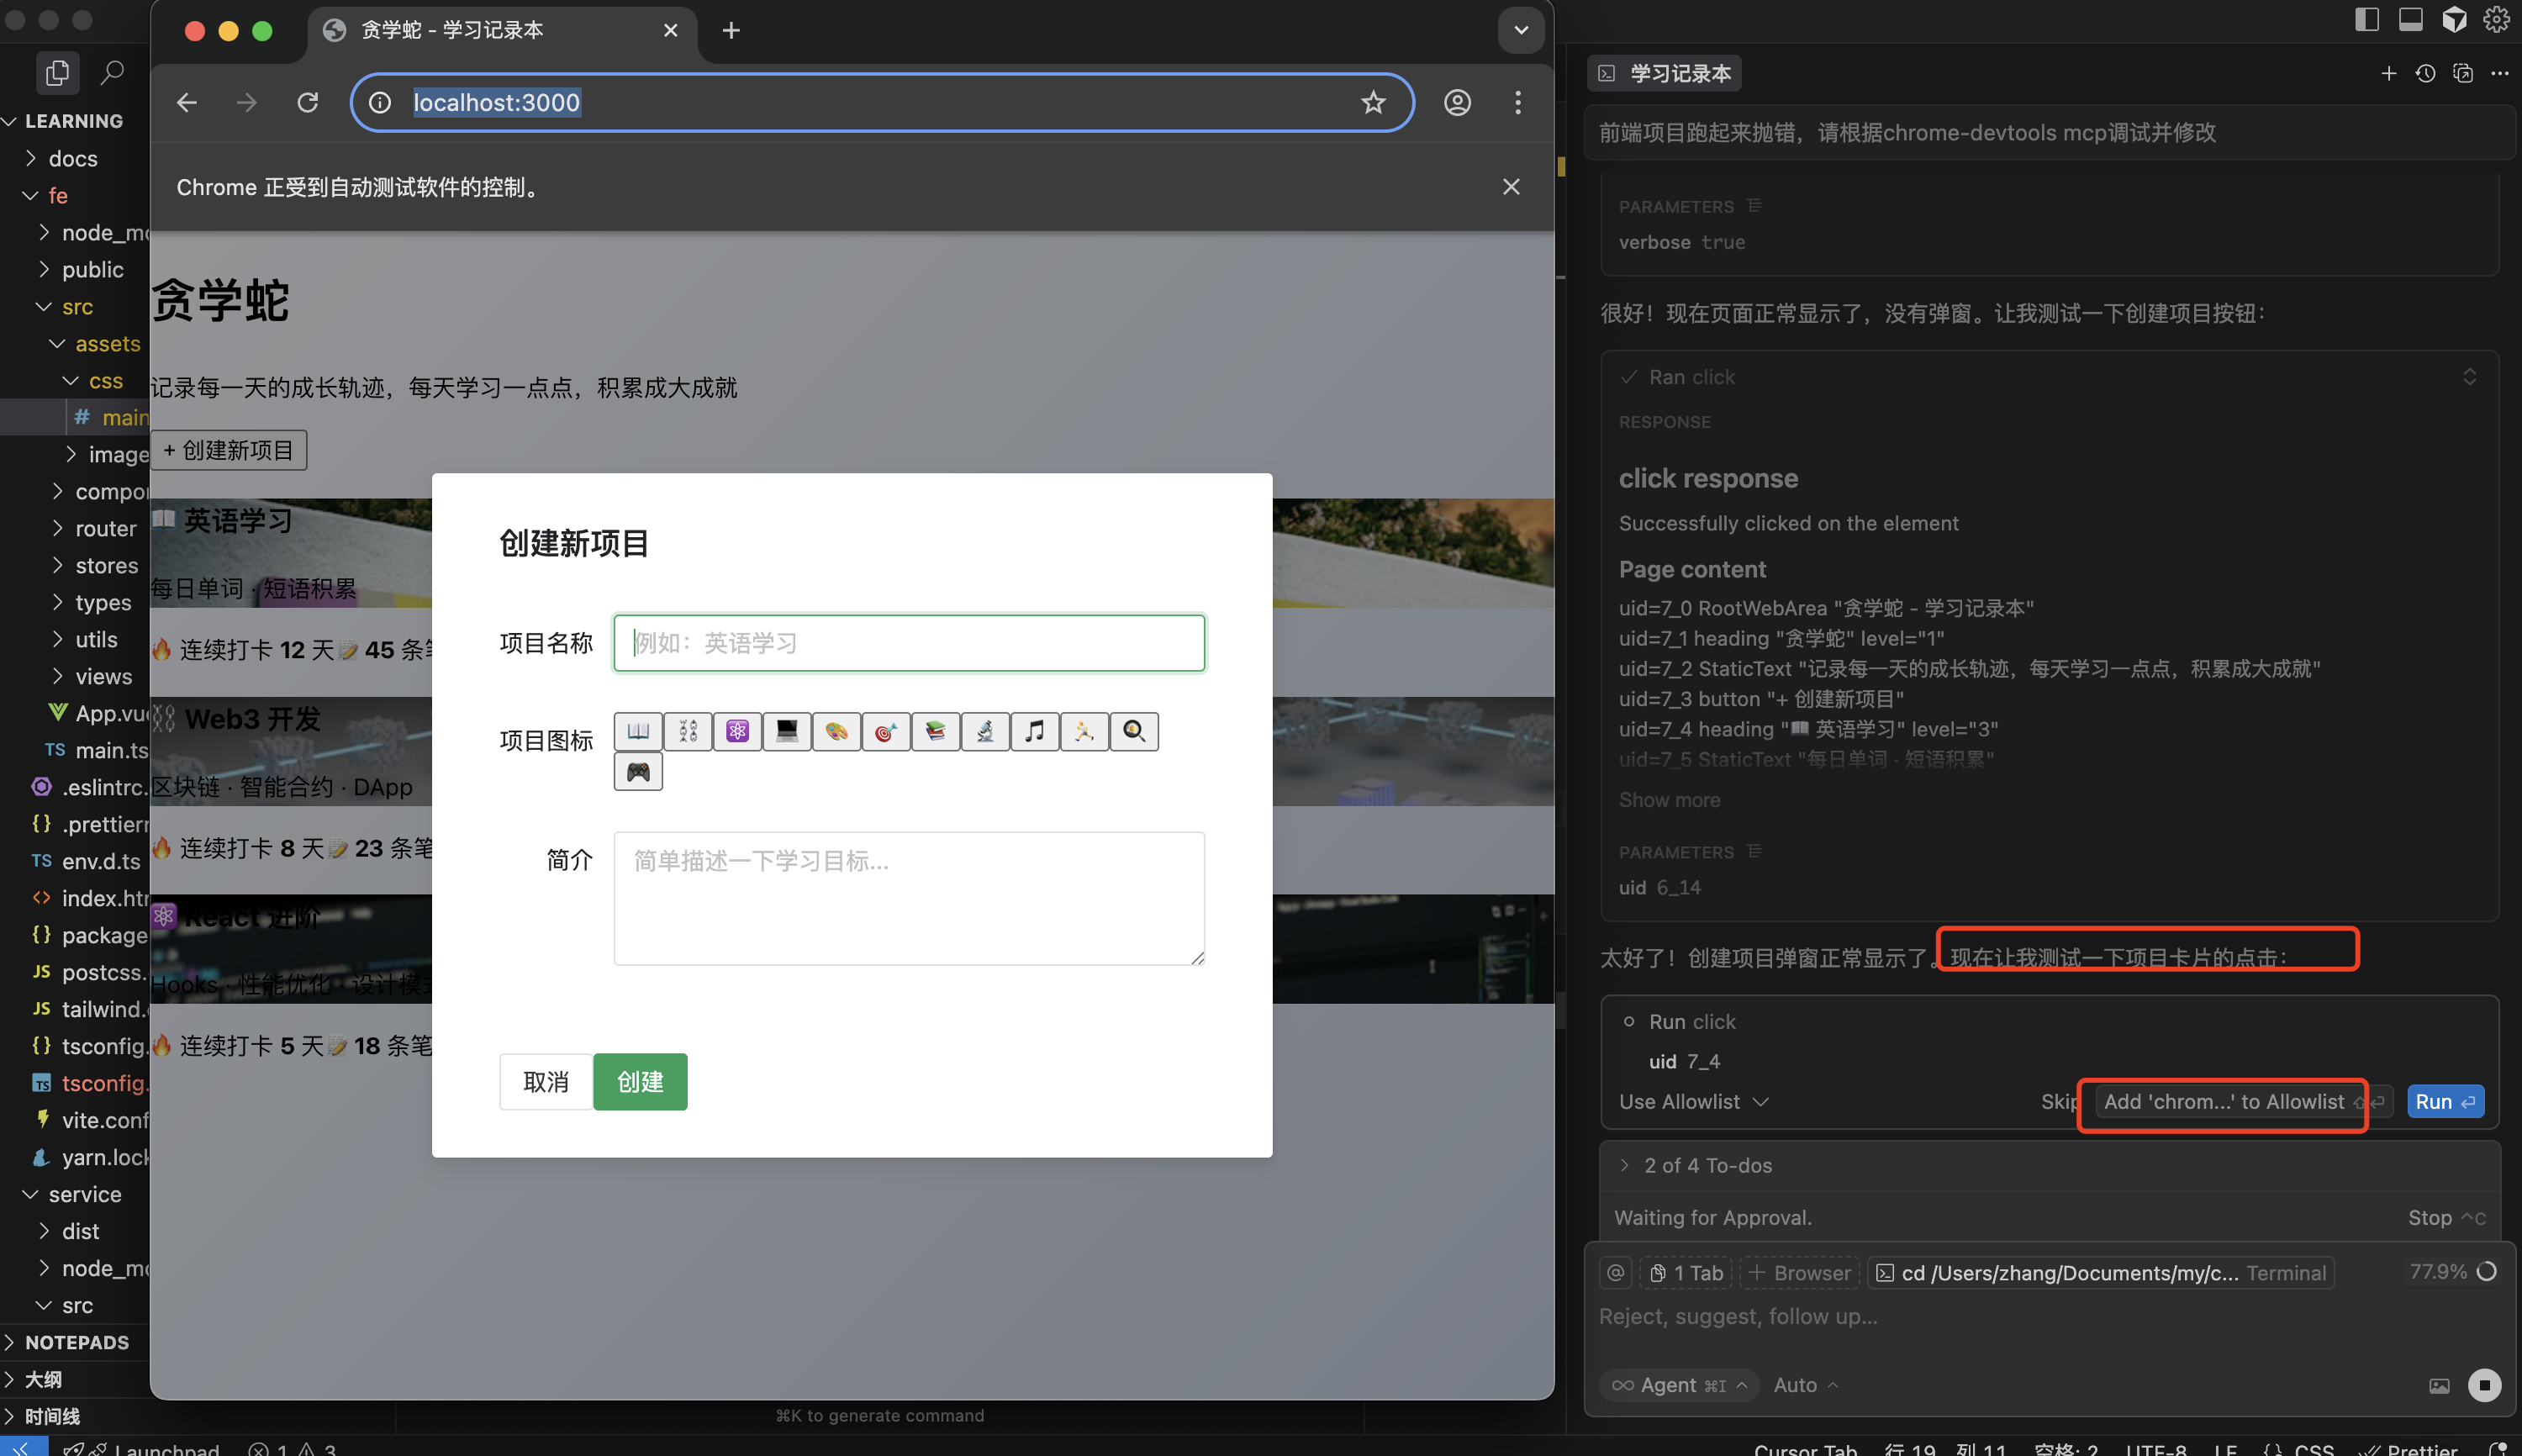 贪学蛇 - 学习记录本
localhost:3000
Chrome 正受到自动测试软件的控制。
LEARNING
docs
fe
node_mo
public
src
assets
css
# main
image
compo
router
stores
types
utils
views
App.vu
TS main.ts
.eslintrc.
{} .prettierr
TS env.d.ts
<> index.htm
{} package
JS postcss.
JS tailwind.
{} tsconfig.
TS tsconfig.
vite.conf
yarn.lock
service
dist
node_mo
src
NOTEPADS
大纲
时间线
贪学蛇
记录每一天的成长轨迹，每天学习一点点，积累成大成就
+ 创建新项目
📖 英语学习
每日单词 · 短语积累
🔥 连续打卡 12 天📝 45 条笔
⛓️ Web3 开发
区块链 · 智能合约 · DApp
🔥 连续打卡 8 天📝 23 条笔
⚛️ React 进阶
Hooks · 性能优化 · 设计模式
🔥 连续打卡 5 天📝 18 条笔
创建新项目
项目名称
例如：英语学习
项目图标
简介
简单描述一下学习目标...
取消
创建
⌘K to generate command
学习记录本
前端项目跑起来抛错，请根据chrome-devtools mcp调试并修改
PARAMETERS
verbose true
很好！现在页面正常显示了，没有弹窗。让我测试一下创建项目按钮：
Ran click
RESPONSE
click response
Successfully clicked on the element
Page content
uid=7_0 RootWebArea "贪学蛇 - 学习记录本"
uid=7_1 heading "贪学蛇" level="1"
uid=7_2 StaticText "记录每一天的成长轨迹，每天学习一点点，积累成大成就"
uid=7_3 button "+ 创建新项目"
uid=7_4 heading "📖 英语学习" level="3"
uid=7_5 StaticText "每日单词 · 短语积累"
Show more
PARAMETERS
uid 6_14
太好了！创建项目弹窗正常显示了。现在让我测试一下项目卡片的点击：
Run click
uid 7_4
Use Allowlist
Skip
Add 'chrom...' to Allowlist ⇧⏎
Run ⏎
2 of 4 To-dos
Waiting for Approval.
Stop ^C
@
1 Tab
+ Browser
cd /Users/zhang/Documents/my/c... Terminal
77.9%
Reject, suggest, follow up...
Agent ⌘I
Auto
Launchpad
1
3
Cursor Tab
行 19，列 11
空格: 2
UTF-8
LF
{} CSS
Prettier